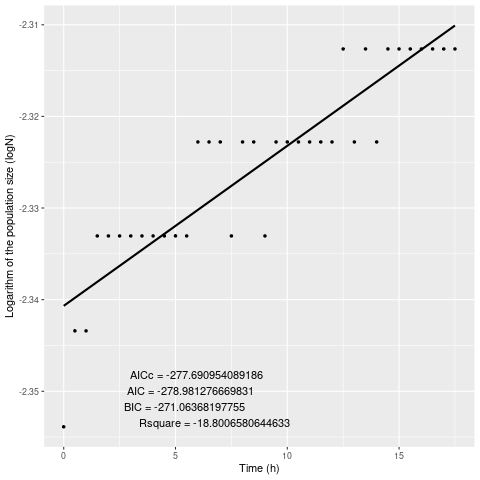 -2.31
-2.32
-2.33
-2.34
-2.35
Logarithm of the population size (logN)
AICc = -277.690954089186
AIC = -278.981276669831
BIC = -271.06368197755
Rsquare = -18.8006580644633
0 5 10 15
Time (h)